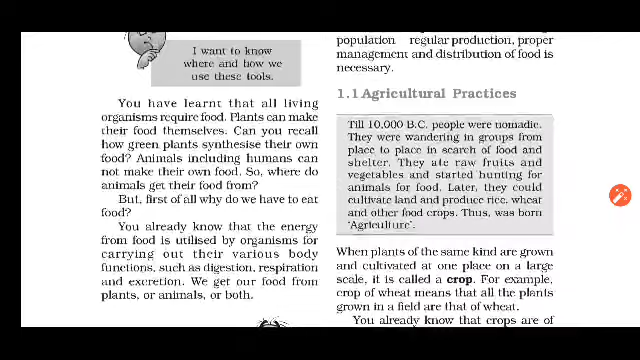 I want to know
where and how we
use these tools.
You have learnt that all living
organisms require food. Plants can make
their food themselves. Can you recall
how green plants synthesise their own
food? Animals including humans can
not make their own food. So, where do
animals get their food from?
But, first of all why do we have to eat
food?
You already know that the energy
from food is utilised by organisms for
carrying out their various body
functions, such as digestion, respiration
and excretion. We get our food from
plants, or animals, or both.
population regular production, proper
management and distribution of food is
necessary.
1.1 Agricultural Practices
Till 10,000 B.C. people were nomadic.
They were wandering in groups from
place to place in search of food and
shelter. They ate raw fruits and
vegetables and started hunting for
animals for food. Later, they could
cultivate land and produce rice, wheat
and other food crops. Thus, was born
'Agriculture'.
When plants of the same kind are grown
and cultivated at one place on a large
scale, it is called a crop. For example,
crop of wheat means that all the plants
grown in a field are that of wheat.
You already know that crops are of